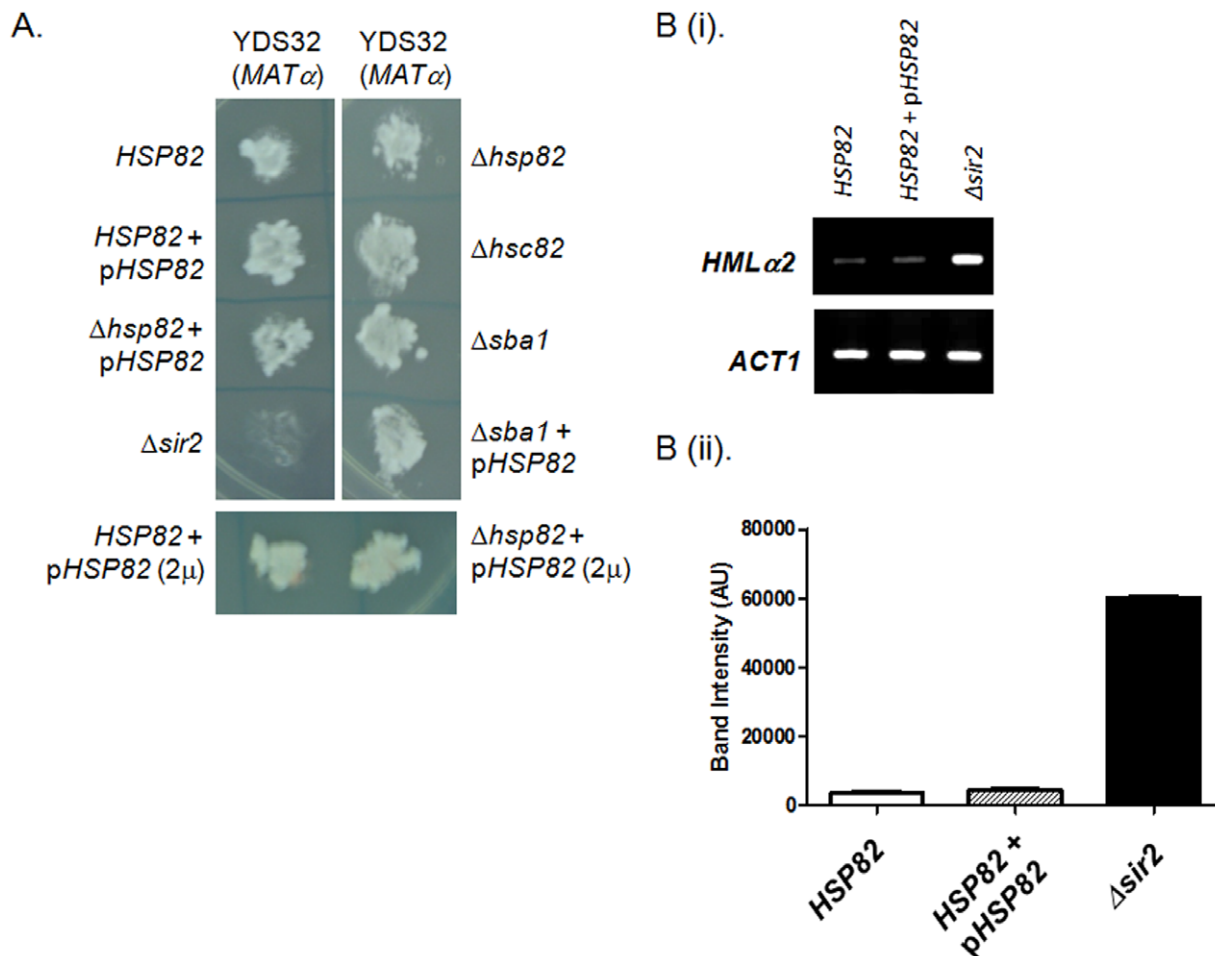 A.
YDS32
(MATα)
YDS32
(MATα)
HSP82
Δhsp82
HSP82 +
pHSP82
Δhsc82
Δhsp82 +
pHSP82
Δsba1
Δsir2
Δsba1 +
pHSP82
HSP82 +
pHSP82 (2μ)
Δhsp82 +
pHSP82 (2μ)
B (i).
HSP82
HSP82 + pHSP82
Δsir2
HMLα2
ACT1
B (ii).
Band Intensity (AU)
80000
60000
40000
20000
0
HSP82
HSP82 +
pHSP82
Δsir2